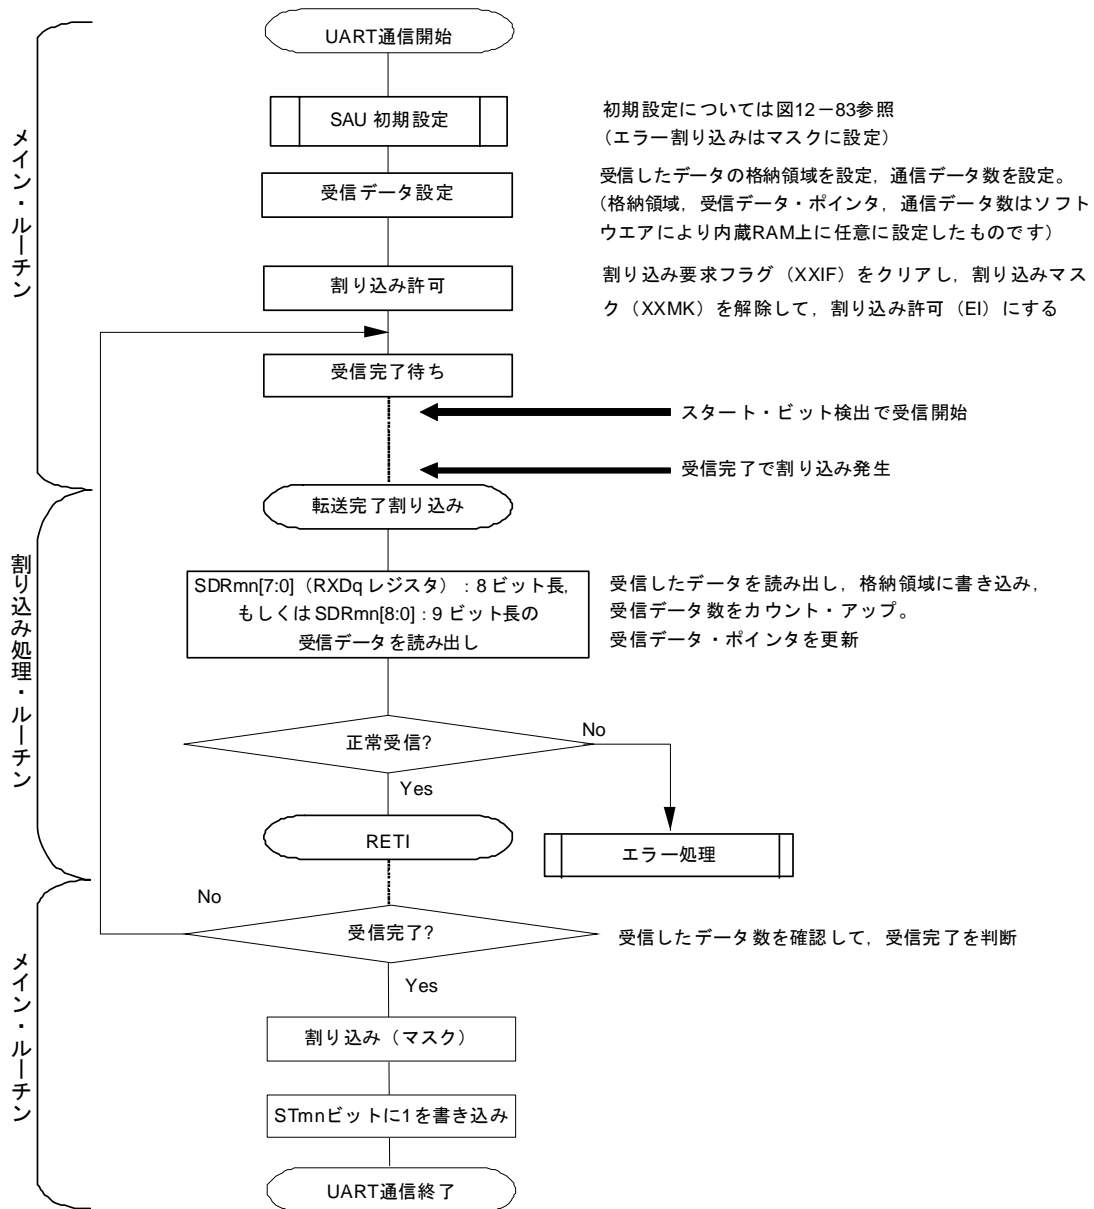 UART通信開始
SAU 初期設定
初期設定については図12－83参照
（エラー割り込みはマスクに設定）
受信データ設定
受信したデータの格納領域を設定，通信データ数を設定。
（格納領域，受信データ・ポインタ，通信データ数はソフト
ウエアにより内蔵RAM上に任意に設定したものです）
割り込み許可
割り込み要求フラグ（XXIF）をクリアし，割り込みマス
ク（XXMK）を解除して，割り込み許可（EI）にする
メイン・ルーチン
受信完了待ち
スタート・ビット検出で受信開始
受信完了で割り込み発生
転送完了割り込み
SDRmn[7:0]（RXDq レジスタ）：8 ビット長,
もしくは SDRmn[8:0]：9 ビット長の
受信データを読み出し
受信したデータを読み出し，格納領域に書き込み，
受信データ数をカウント・アップ。
受信データ・ポインタを更新
割り込み処理・ルーチン
正常受信?
No
Yes
RETI
エラー処理
No
受信完了?
受信したデータ数を確認して，受信完了を判断
Yes
メイン・ルーチン
割り込み（マスク）
STmnビットに1を書き込み
UART通信終了